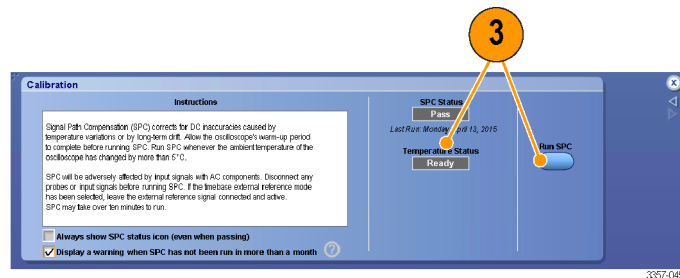 3
Calibration
Instructions
Signal Path Compensation (SPC) corrects for DC inaccuracies caused by
temperature variations or by long-term drift. Allow the oscilloscope's warm-up period
to complete before running SPC. Run SPC whenever the ambient temperature of the
oscilloscope has changed by more than 5°C.
SPC will be adversely affected by input signals with AC components. Disconnect any
probes or input signals before running SPC. If the timebase external reference mode
has been selected, leave the external reference signal connected and active.
SPC may take over ten minutes to run.
Always show SPC status icon (even when passing)
Display a warning when SPC has not been run in more than a month
?
SPC Status
Pass
Last Run: Monday, April 13, 2015
Temperature Status
Ready
Run SPC
x